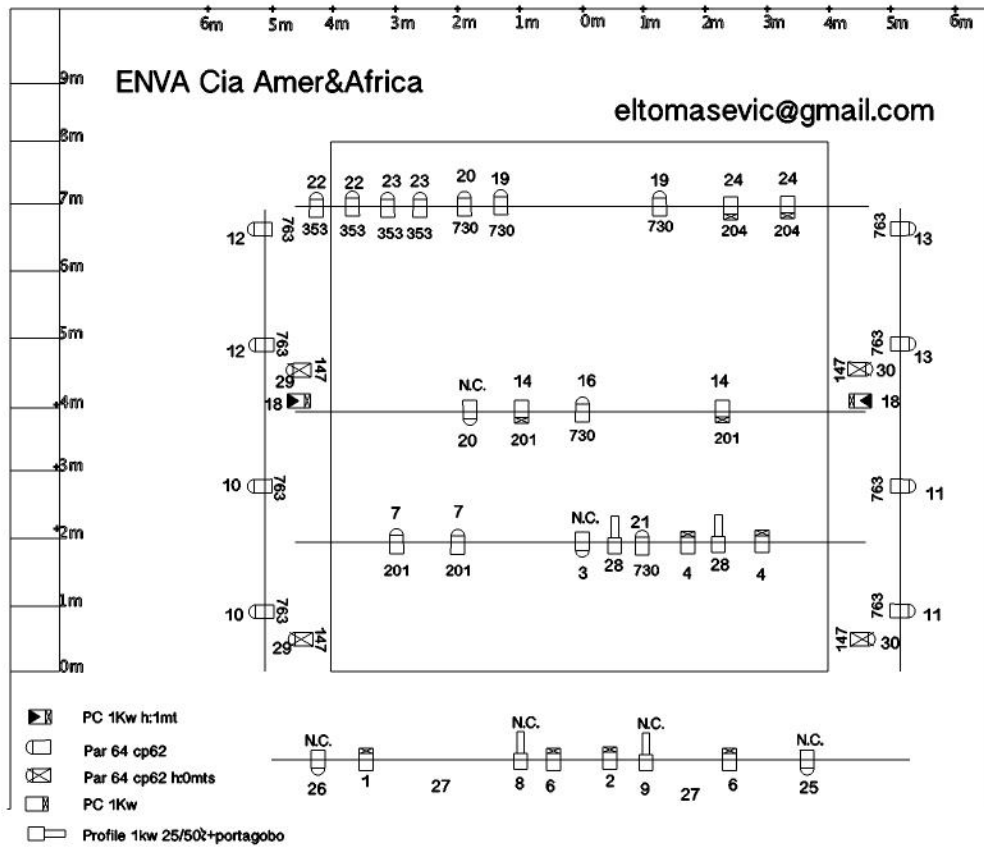 6m 5m 4m 3m 2m 1m 0m 1m 2m 3m 4m 5m 6m
9m
ENVA Cia Amer&Africa
eltomasevic@gmail.com
8m
7m
22 22 23 23 20 19 19 24 24
353 353 353 353 730 730 730 204 204
12 763 763 13
6m
5m
12 763 763 13
29 147 147 30
18 18
4m
N.C. 14 16 14
20 201 730 201
3m
10 763 763 11
2m
7 7 N.C. 21
201 201 3 28 730 4 28 4
1m
10 763 763 11
29 147 147 30
0m
PC 1Kw h:1mt
Par 64 cp62
Par 64 cp62 h:0mts
PC 1Kw
Profile 1kw 25/50º+portagobo
N.C. N.C. N.C. N.C.
26 1 27 8 6 2 9 27 6 25